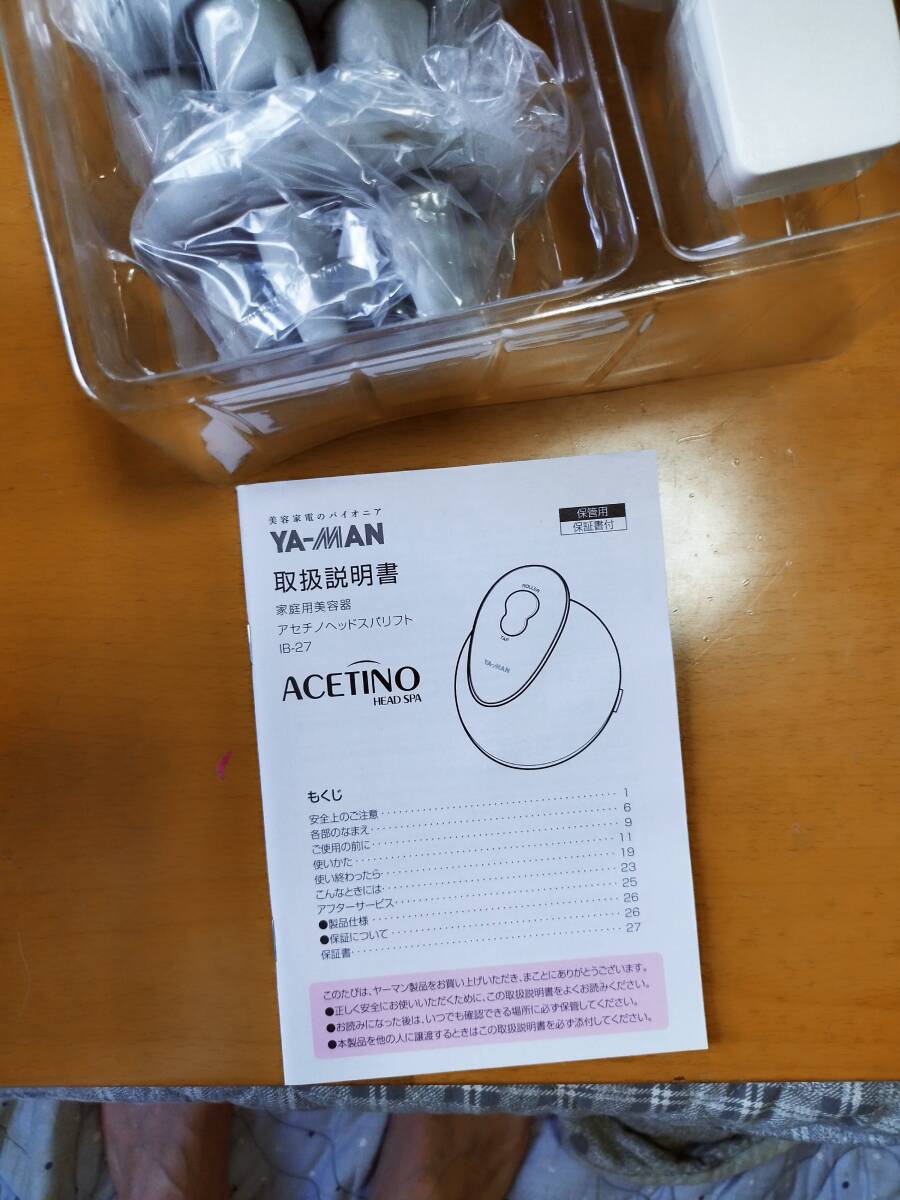 美容家電のパイオニア
YA-MAN
保管用
保証書付
取扱説明書
家庭用美容器
アセチノヘッドスパリフト
IB-27
ACETINO
HEAD SPA
ROLLER
TAP
YA-MAN
もくじ
安全上のご注意 1
各部のなまえ 6
ご使用の前に 9
使いかた 11
使い終わったら 19
こんなときには 23
アフターサービス 25
●製品仕様 26
●保証について 26
保証書 27
このたびは、ヤーマン製品をお買い上げいただき、まことにありがとうございます。
●正しく安全にお使いいただくために、この取扱説明書をよくお読みください。
●お読みになった後は、いつでも確認できる場所に必ず保管してください。
●本製品を他の人に譲渡するときはこの取扱説明書を必ず添付してください。